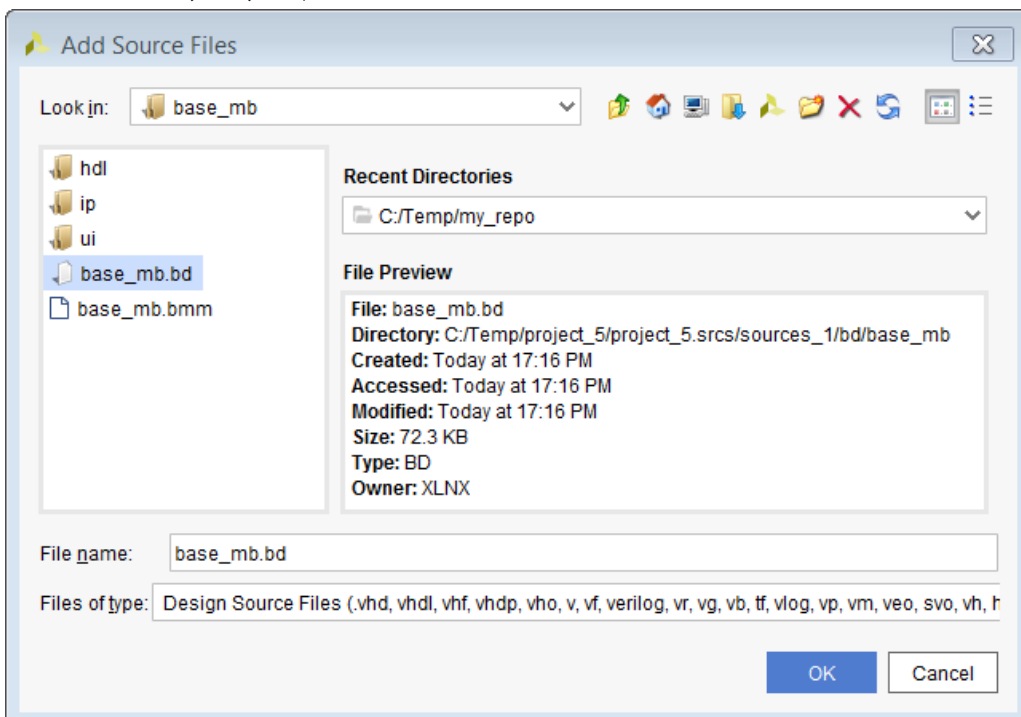 Add Source Files
Look in: base_mb
hdl
ip
ui
base_mb.bd
base_mb.bmm
Recent Directories
C:/Temp/my_repo
File Preview
File: base_mb.bd
Directory: C:/Temp/project_5/project_5.srcs/sources_1/bd/base_mb
Created: Today at 17:16 PM
Accessed: Today at 17:16 PM
Modified: Today at 17:16 PM
Size: 72.3 KB
Type: BD
Owner: XLNX
File name: base_mb.bd
Files of type: Design Source Files (.vhd, vhdl, vhf, vhdp, vho, v, vf, verilog, vr, vg, vb, tf, vlog, vp, vm, veo, svo, vh,
OK Cancel